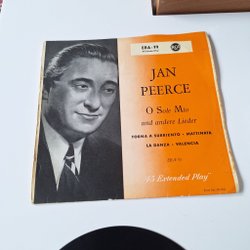 ERA-19
RCA
JAN
PEERCE
O Sole Mio
und andere Lieder
TORNA A SURRIENTO · MATTINATA
LA DANZA · VALENCIA
45 Extended Play